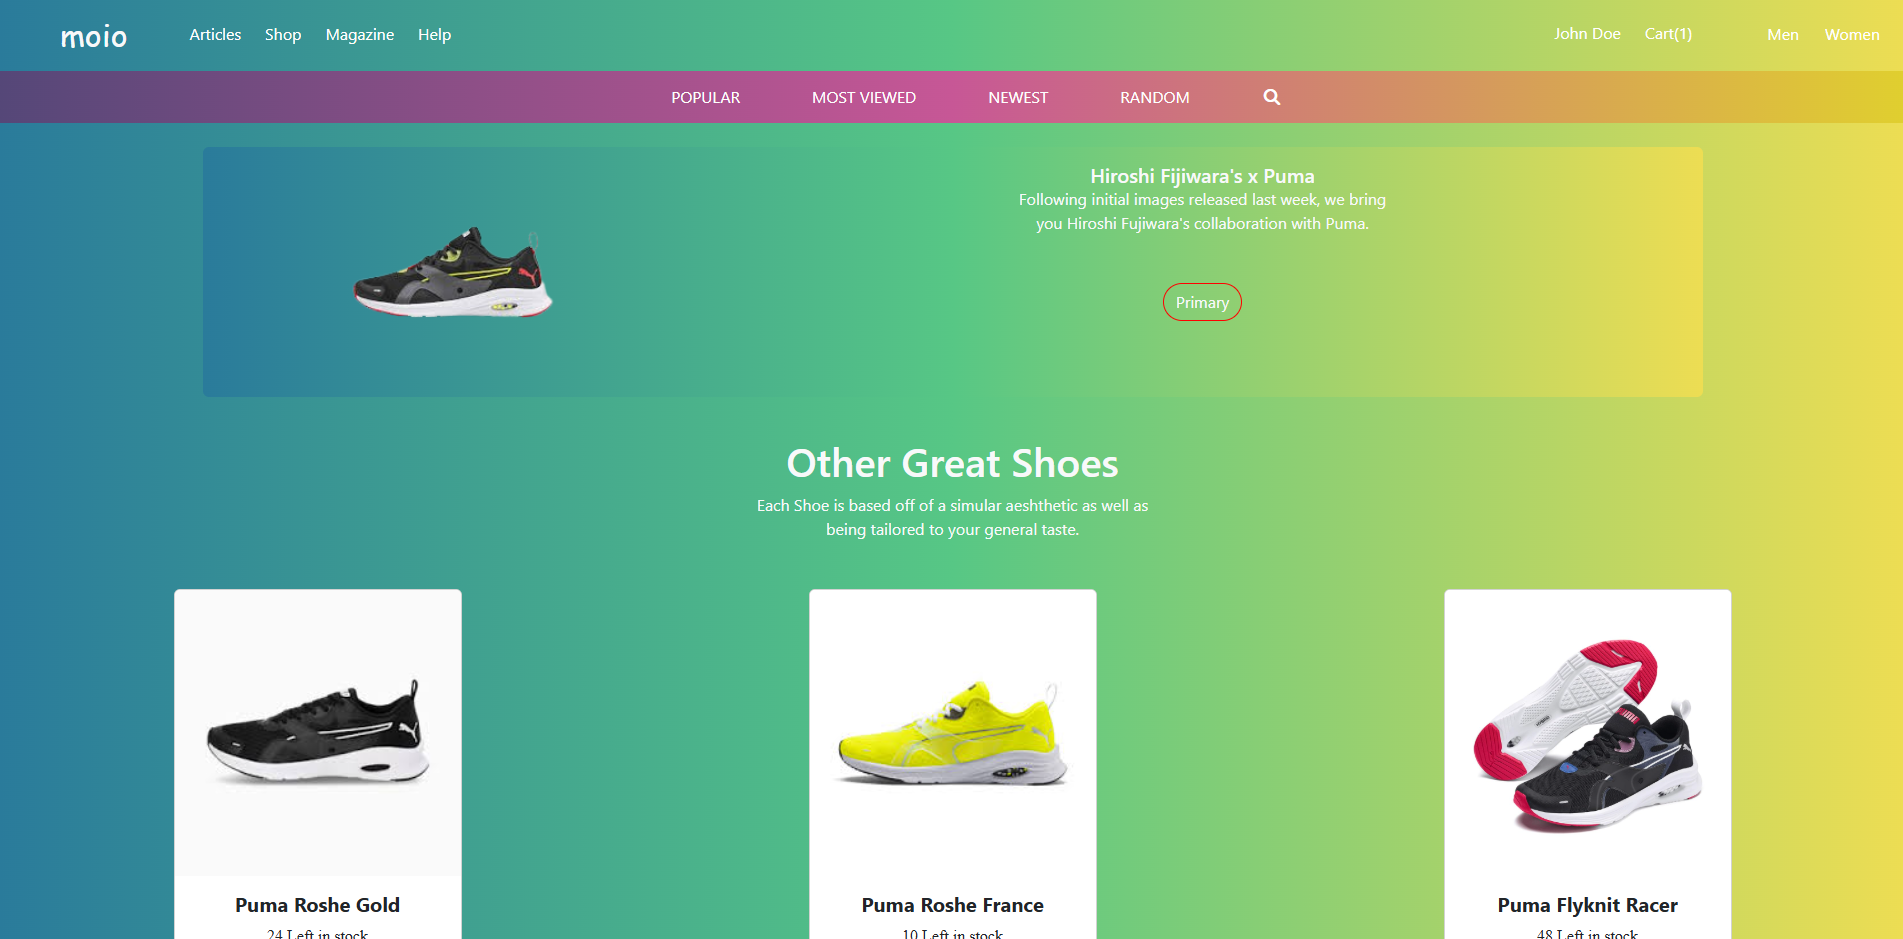 moio Articles Shop Magazine Help John Doe Cart(1) Men Women
POPULAR MOST VIEWED NEWEST RANDOM
Hiroshi Fijiwara's x Puma
Following initial images released last week, we bring
you Hiroshi Fujiwara's collaboration with Puma.
Primary
Other Great Shoes
Each Shoe is based off of a simular aeshthetic as well as
being tailored to your general taste.
Puma Roshe Gold
24 Left in stock
Puma Roshe France
10 Left in stock
Puma Flyknit Racer
48 Left in stock